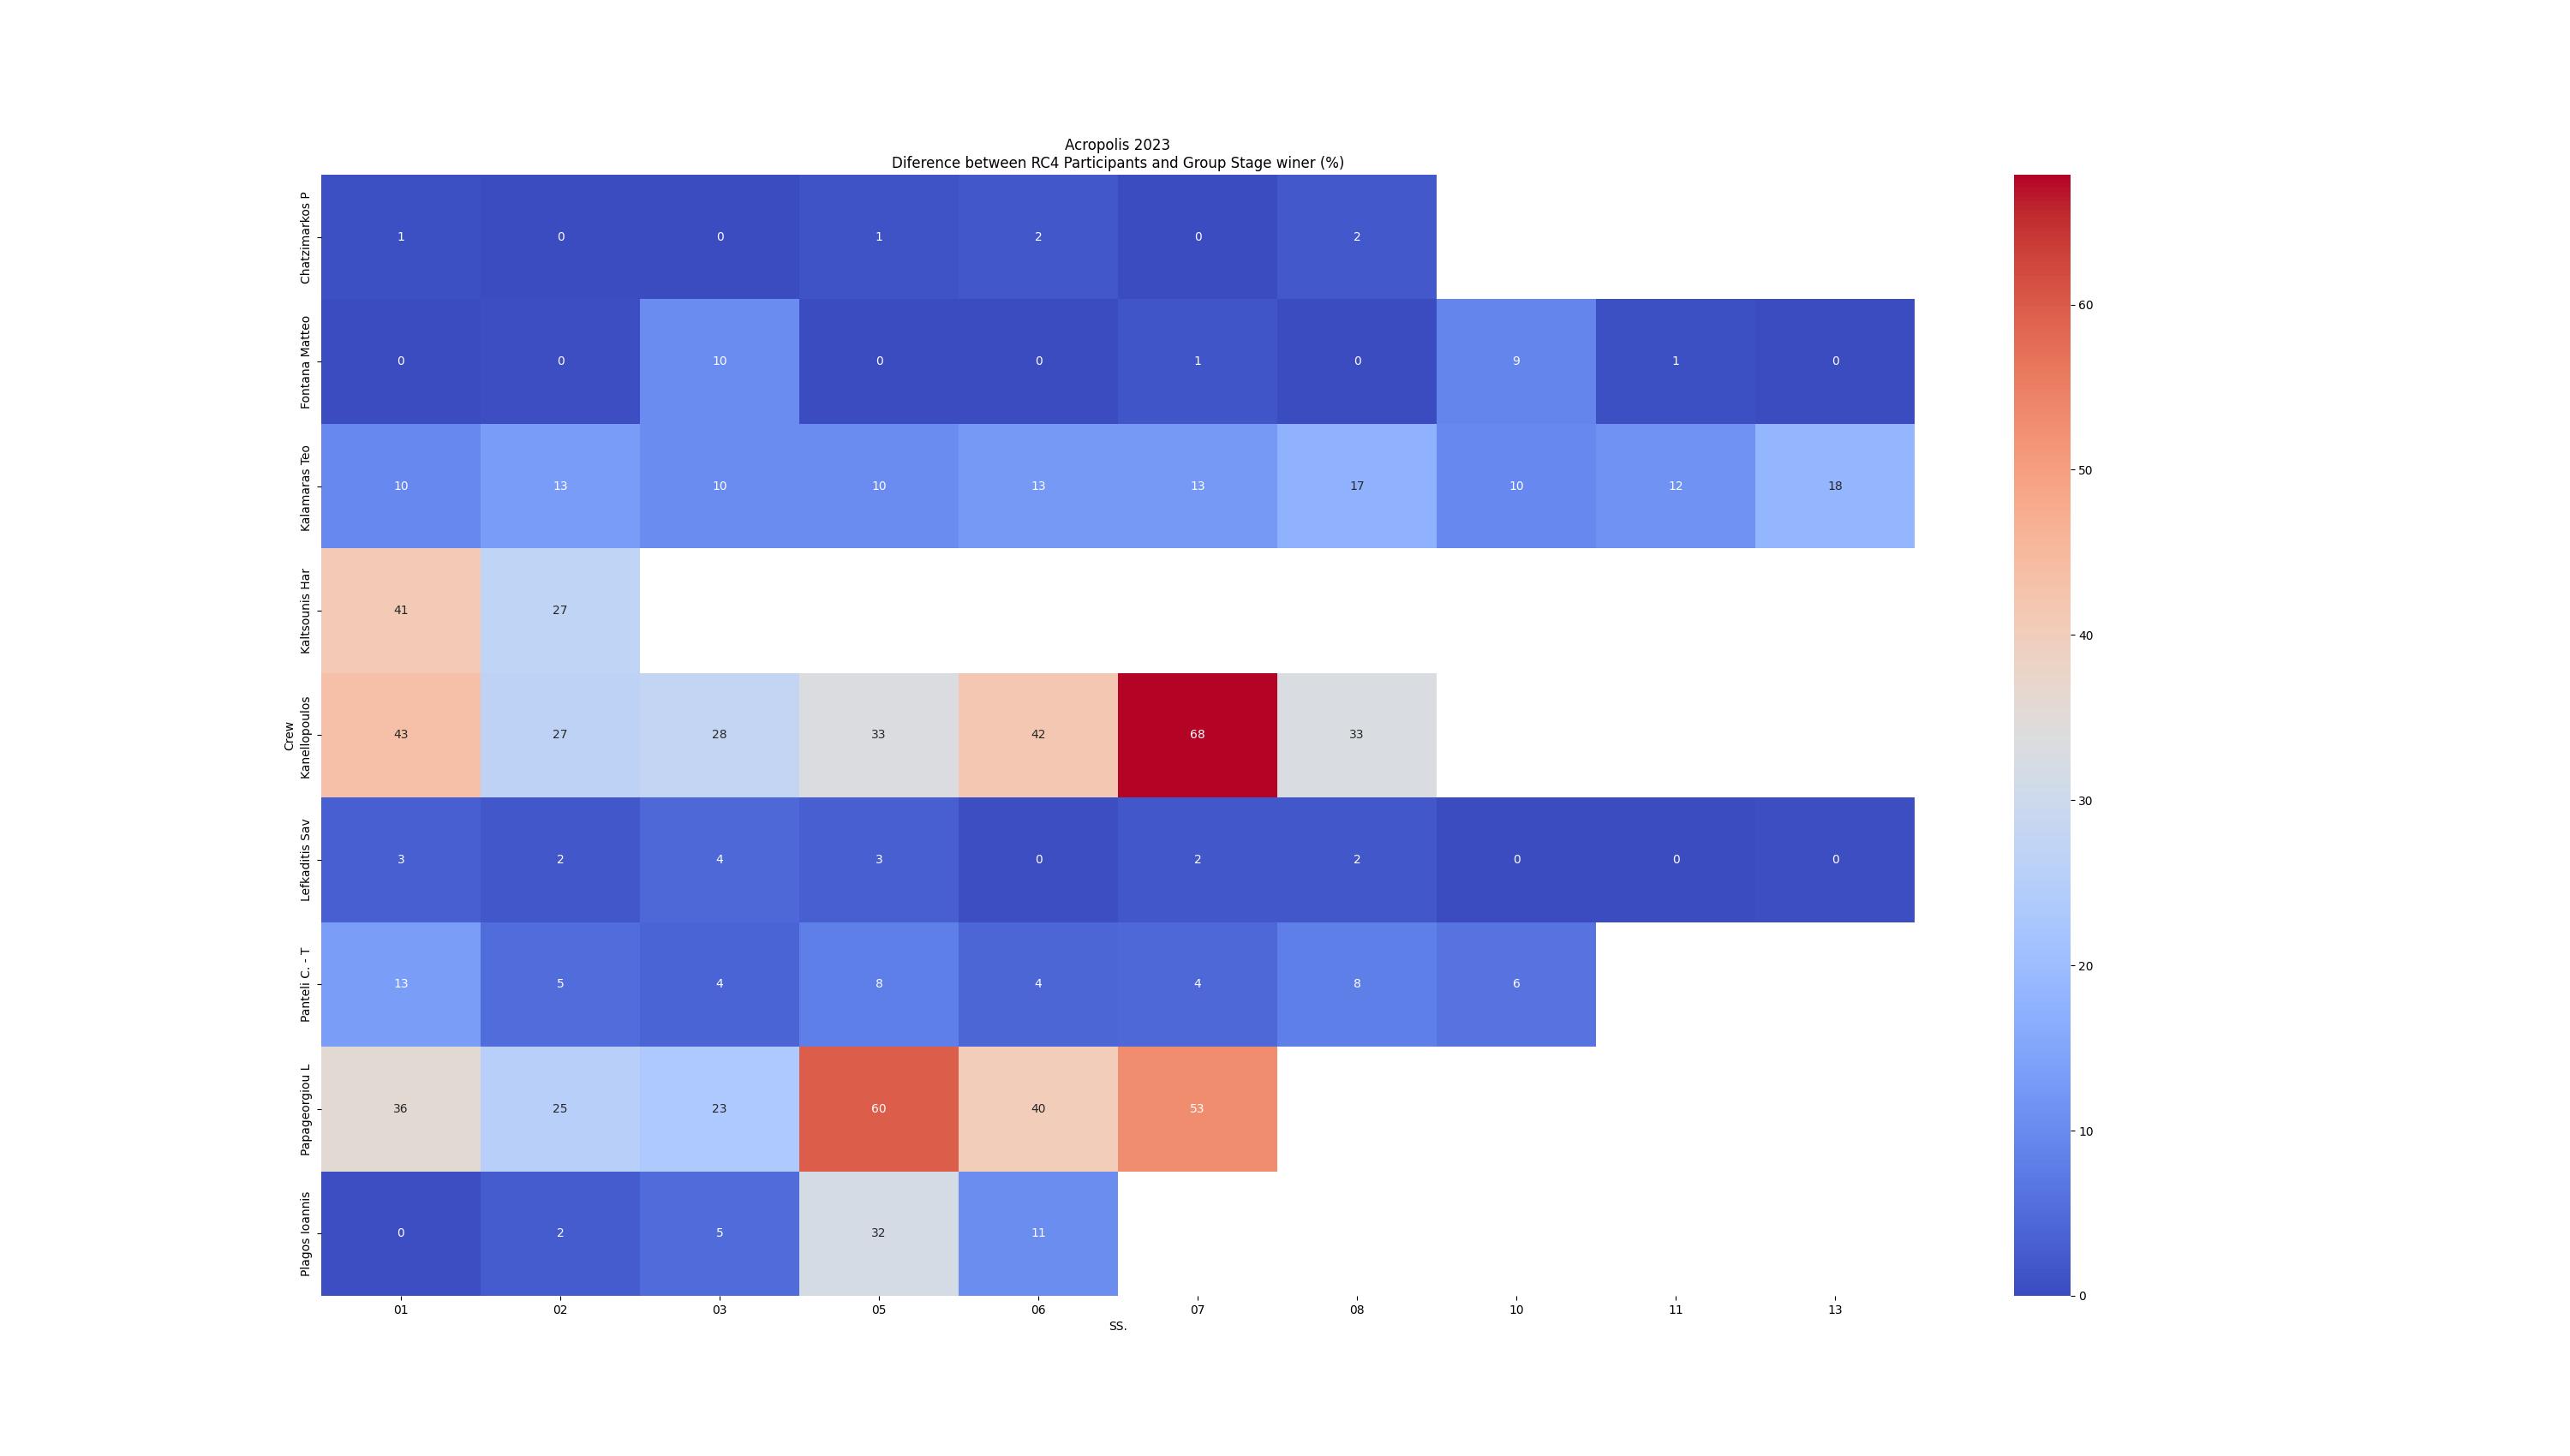 Acropolis 2023
Diference between RC4 Participants and Group Stage winer (%)
Crew
Chatzimarkos P
1 0 0 1 2 0 2
Fontana Matteo
0 0 10 0 0 1 0 9 1 0
Kalamaras Teo
10 13 10 10 13 13 17 10 12 18
Kaltsounis Har
41 27
Kanellopoulos
43 27 28 33 42 68 33
Lefkaditis Sav
3 2 4 3 0 2 2 0 0 0
Panteli C. - T
13 5 4 8 4 4 8 6
Papageorgiou L
36 25 23 60 40 53
Plagos Ioannis
0 2 5 32 11
01 02 03 05 06 07 08 10 11 13
SS.
60
50
40
30
20
10
0